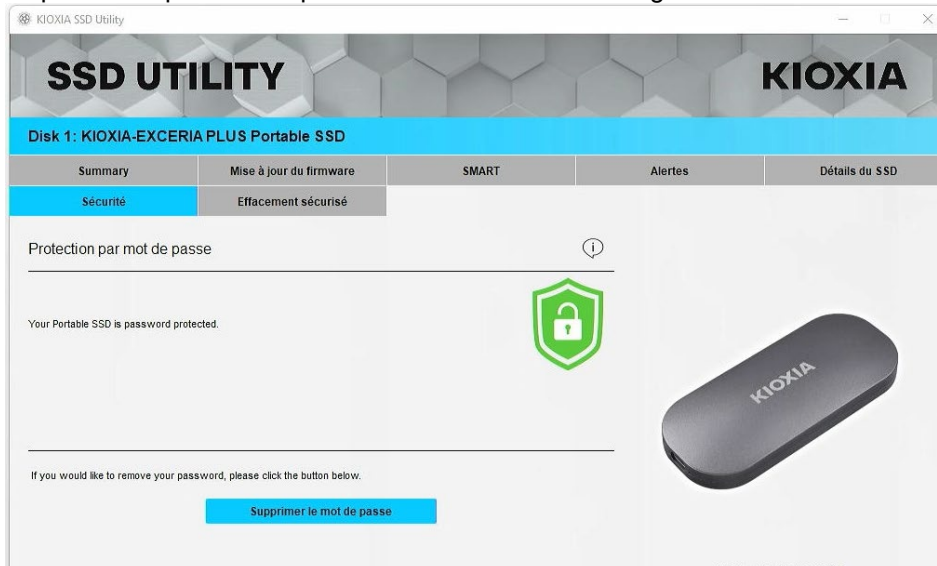 KIOXIA SSD Utility
SSD UTILITY
KIOXIA
Disk 1: KIOXIA-EXCERIA PLUS Portable SSD
Summary
Mise à jour du firmware
SMART
Alertes
Détails du SSD
Sécurité
Effacement sécurisé
Protection par mot de passe
Your Portable SSD is password protected.
KIOXIA
If you would like to remove your password, please click the button below.
Supprimer le mot de passe